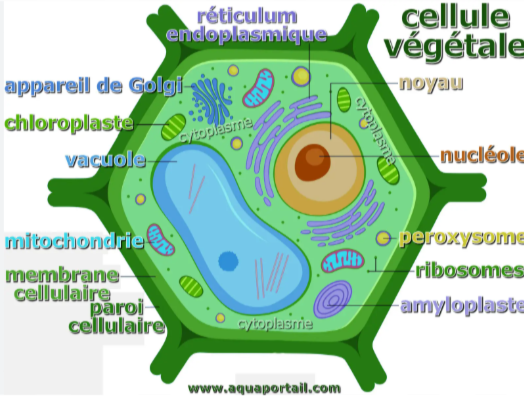 réticulum
endoplasmique
cellule
végétale
appareil de Golgi
noyau
chloroplaste
cytoplasme
cytoplasme
vacuole
nucléole
mitochondrie
peroxysome
membrane
cellulaire
ribosomes
paroi
cellulaire
amyloplaste
cytoplasme
www.aquaportail.com